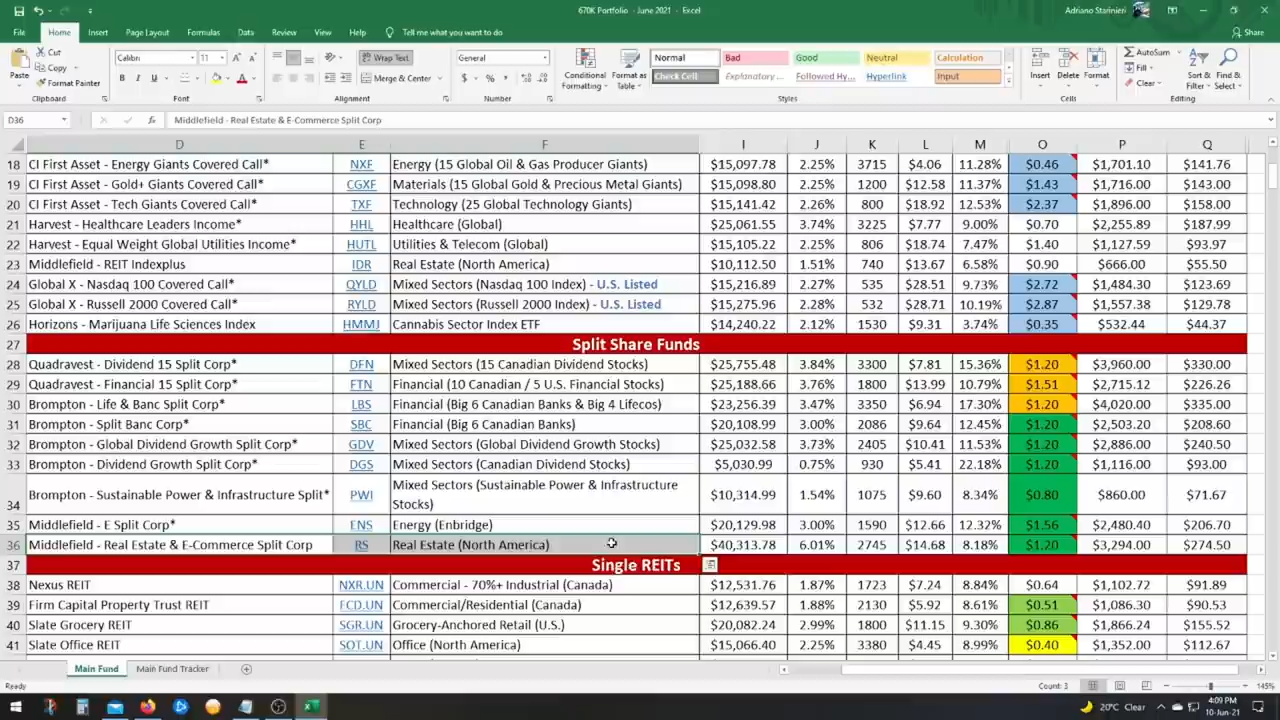 670K Portfolio - June 2021 - Excel
Adriano Starinieri
File Home Insert Page Layout Formulas Data Review View Help Tell me what you want to do Share
Paste Cut Copy Format Painter Clipboard
Calibri 11 B I U A Font
Wrap Text Merge & Center Alignment
General $ % Number
Conditional Formatting Format as Table
Normal Bad Good Neutral Calculation
Check Cell Explanatory ... Followed Hy... Hyperlink Input
Styles
Insert Delete Format Cells
AutoSum Fill Clear Sort & Filter Find & Select Editing
D36 fx Middlefield - Real Estate & E-Commerce Split Corp
D E F I J K L M O P Q
18 CI First Asset - Energy Giants Covered Call* NXF Energy (15 Global Oil & Gas Producer Giants) $15,097.78 2.25% 3715 $4.06 11.28% $0.46 $1,701.10 $141.76
19 CI First Asset - Gold+ Giants Covered Call* CGXF Materials (15 Global Gold & Precious Metal Giants) $15,098.80 2.25% 1200 $12.58 11.37% $1.43 $1,716.00 $143.00
20 CI First Asset - Tech Giants Covered Call* TXF Technology (25 Global Technology Giants) $15,141.42 2.26% 800 $18.92 12.53% $2.37 $1,896.00 $158.00
21 Harvest - Healthcare Leaders Income* HHL Healthcare (Global) $25,061.55 3.74% 3225 $7.77 9.00% $0.70 $2,255.89 $187.99
22 Harvest - Equal Weight Global Utilities Income* HUTL Utilities & Telecom (Global) $15,105.22 2.25% 806 $18.74 7.47% $1.40 $1,127.59 $93.97
23 Middlefield - REIT Indexplus IDR Real Estate (North America) $10,112.50 1.51% 740 $13.67 6.58% $0.90 $666.00 $55.50
24 Global X - Nasdaq 100 Covered Call* QYLD Mixed Sectors (Nasdaq 100 Index) - U.S. Listed $15,216.89 2.27% 535 $28.51 9.73% $2.72 $1,484.30 $123.69
25 Global X - Russell 2000 Covered Call* RYLD Mixed Sectors (Russell 2000 Index) - U.S. Listed $15,275.96 2.28% 532 $28.71 10.19% $2.87 $1,557.38 $129.78
26 Horizons - Marijuana Life Sciences Index HMMJ Cannabis Sector Index ETF $14,240.22 2.12% 1530 $9.31 3.74% $0.35 $532.44 $44.37
27 Split Share Funds
28 Quadravest - Dividend 15 Split Corp* DFN Mixed Sectors (15 Canadian Dividend Stocks) $25,755.48 3.84% 3300 $7.81 15.36% $1.20 $3,960.00 $330.00
29 Quadravest - Financial 15 Split Corp* FTN Financial (10 Canadian / 5 U.S. Financial Stocks) $25,188.66 3.76% 1800 $13.99 10.79% $1.51 $2,715.12 $226.26
30 Brompton - Life & Banc Split Corp* LBS Financial (Big 6 Canadian Banks & Big 4 Lifecos) $23,256.39 3.47% 3350 $6.94 17.30% $1.20 $4,020.00 $335.00
31 Brompton - Split Banc Corp* SBC Financial (Big 6 Canadian Banks) $20,108.99 3.00% 2086 $9.64 12.45% $1.20 $2,503.20 $208.60
32 Brompton - Global Dividend Growth Split Corp* GDV Mixed Sectors (Global Dividend Growth Stocks) $25,032.58 3.73% 2405 $10.41 11.53% $1.20 $2,886.00 $240.50
33 Brompton - Dividend Growth Split Corp* DGS Mixed Sectors (Canadian Dividend Stocks) $5,030.99 0.75% 930 $5.41 22.18% $1.20 $1,116.00 $93.00
34 Brompton - Sustainable Power & Infrastructure Split* PWI Mixed Sectors (Sustainable Power & Infrastructure Stocks) $10,314.99 1.54% 1075 $9.60 8.34% $0.80 $860.00 $71.67
35 Middlefield - E Split Corp* ENS Energy (Enbridge) $20,129.98 3.00% 1590 $12.66 12.32% $1.56 $2,480.40 $206.70
36 Middlefield - Real Estate & E-Commerce Split Corp RS Real Estate (North America) $40,313.78 6.01% 2745 $14.68 8.18% $1.20 $3,294.00 $274.50
37 Single REITs
38 Nexus REIT NXR.UN Commercial - 70%+ Industrial (Canada) $12,531.76 1.87% 1723 $7.24 8.84% $0.64 $1,102.72 $91.89
39 Firm Capital Property Trust REIT FCD.UN Commercial/Residential (Canada) $12,639.57 1.88% 2130 $5.92 8.61% $0.51 $1,086.30 $90.53
40 Slate Grocery REIT SGR.UN Grocery-Anchored Retail (U.S.) $20,082.24 2.99% 1800 $11.15 9.30% $0.86 $1,866.24 $155.52
41 Slate Office REIT SOT.UN Office (North America) $15,066.40 2.25% 3380 $4.45 8.99% $0.40 $1,352.00 $112.67
Main Fund Main Fund Tracker
Ready Count: 3 145%
20°C Clear 4:09 PM
10-Jun-21